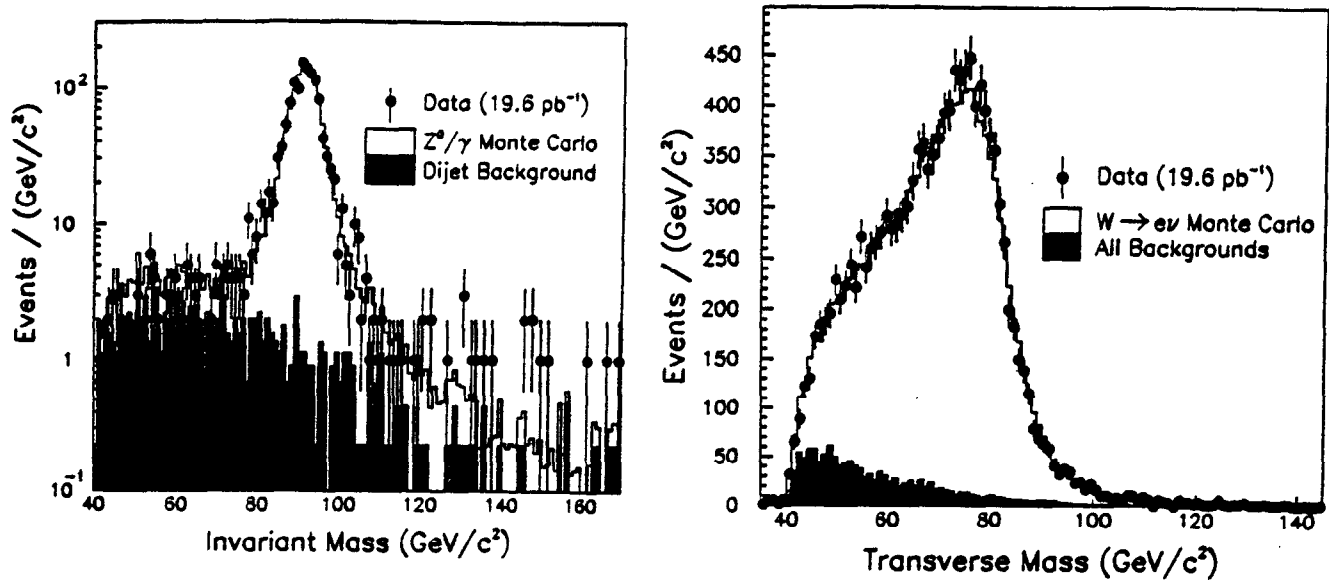 Events / (GeV/c²)
10²
10
1
10⁻¹
Data (19.6 pb⁻¹)
Z⁰/γ Monte Carlo
Dijet Background
40 60 80 100 120 140 160
Invariant Mass (GeV/c²)
Events / (GeV/c²)
450
400
350
300
250
200
150
100
50
0
Data (19.6 pb⁻¹)
W → eν Monte Carlo
All Backgrounds
40 60 80 100 120 140
Transverse Mass (GeV/c²)